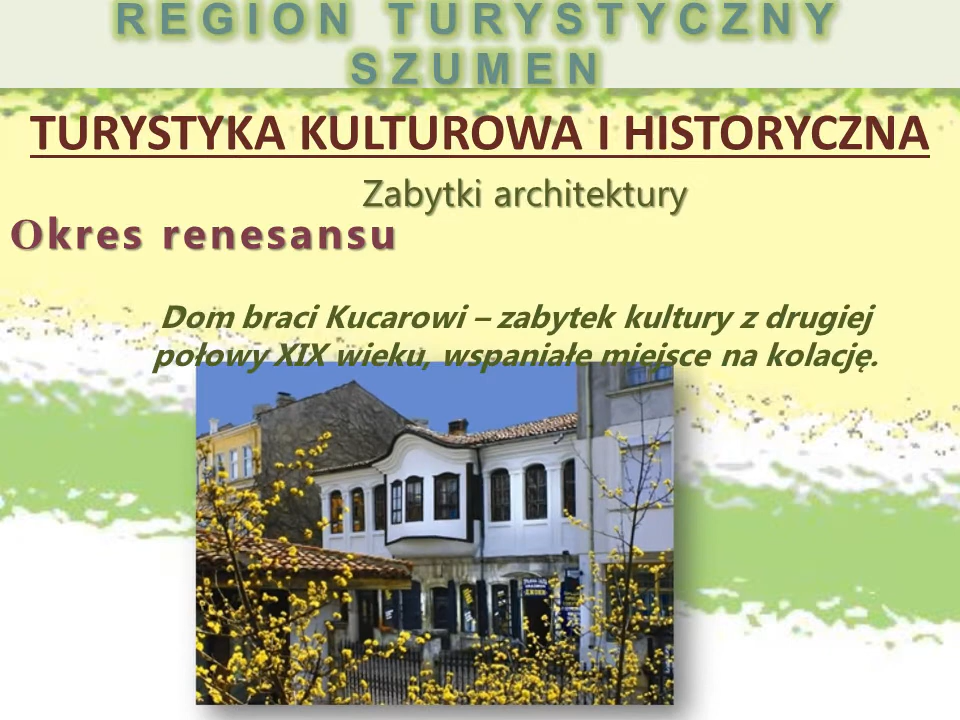 REGION TURYSTYCZNY
SZUMEN
TURYSTYKA KULTUROWA I HISTORYCZNA
Zabytki architektury
Okres renesansu
Dom braci Kucarowi – zabytek kultury z drugiej
połowy XIX wieku, wspaniałe miejsce na kolację.